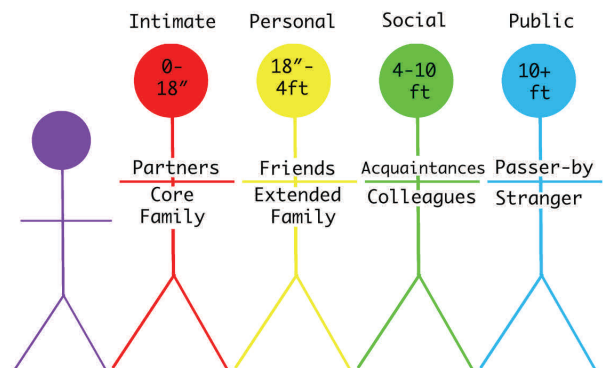 Intimate Personal Social Public
0-
18″
18″-
4ft
4-10
ft
10+
ft
Partners
Core
Family
Friends
Extended
Family
Acquaintances
Colleagues
Passer-by
Stranger